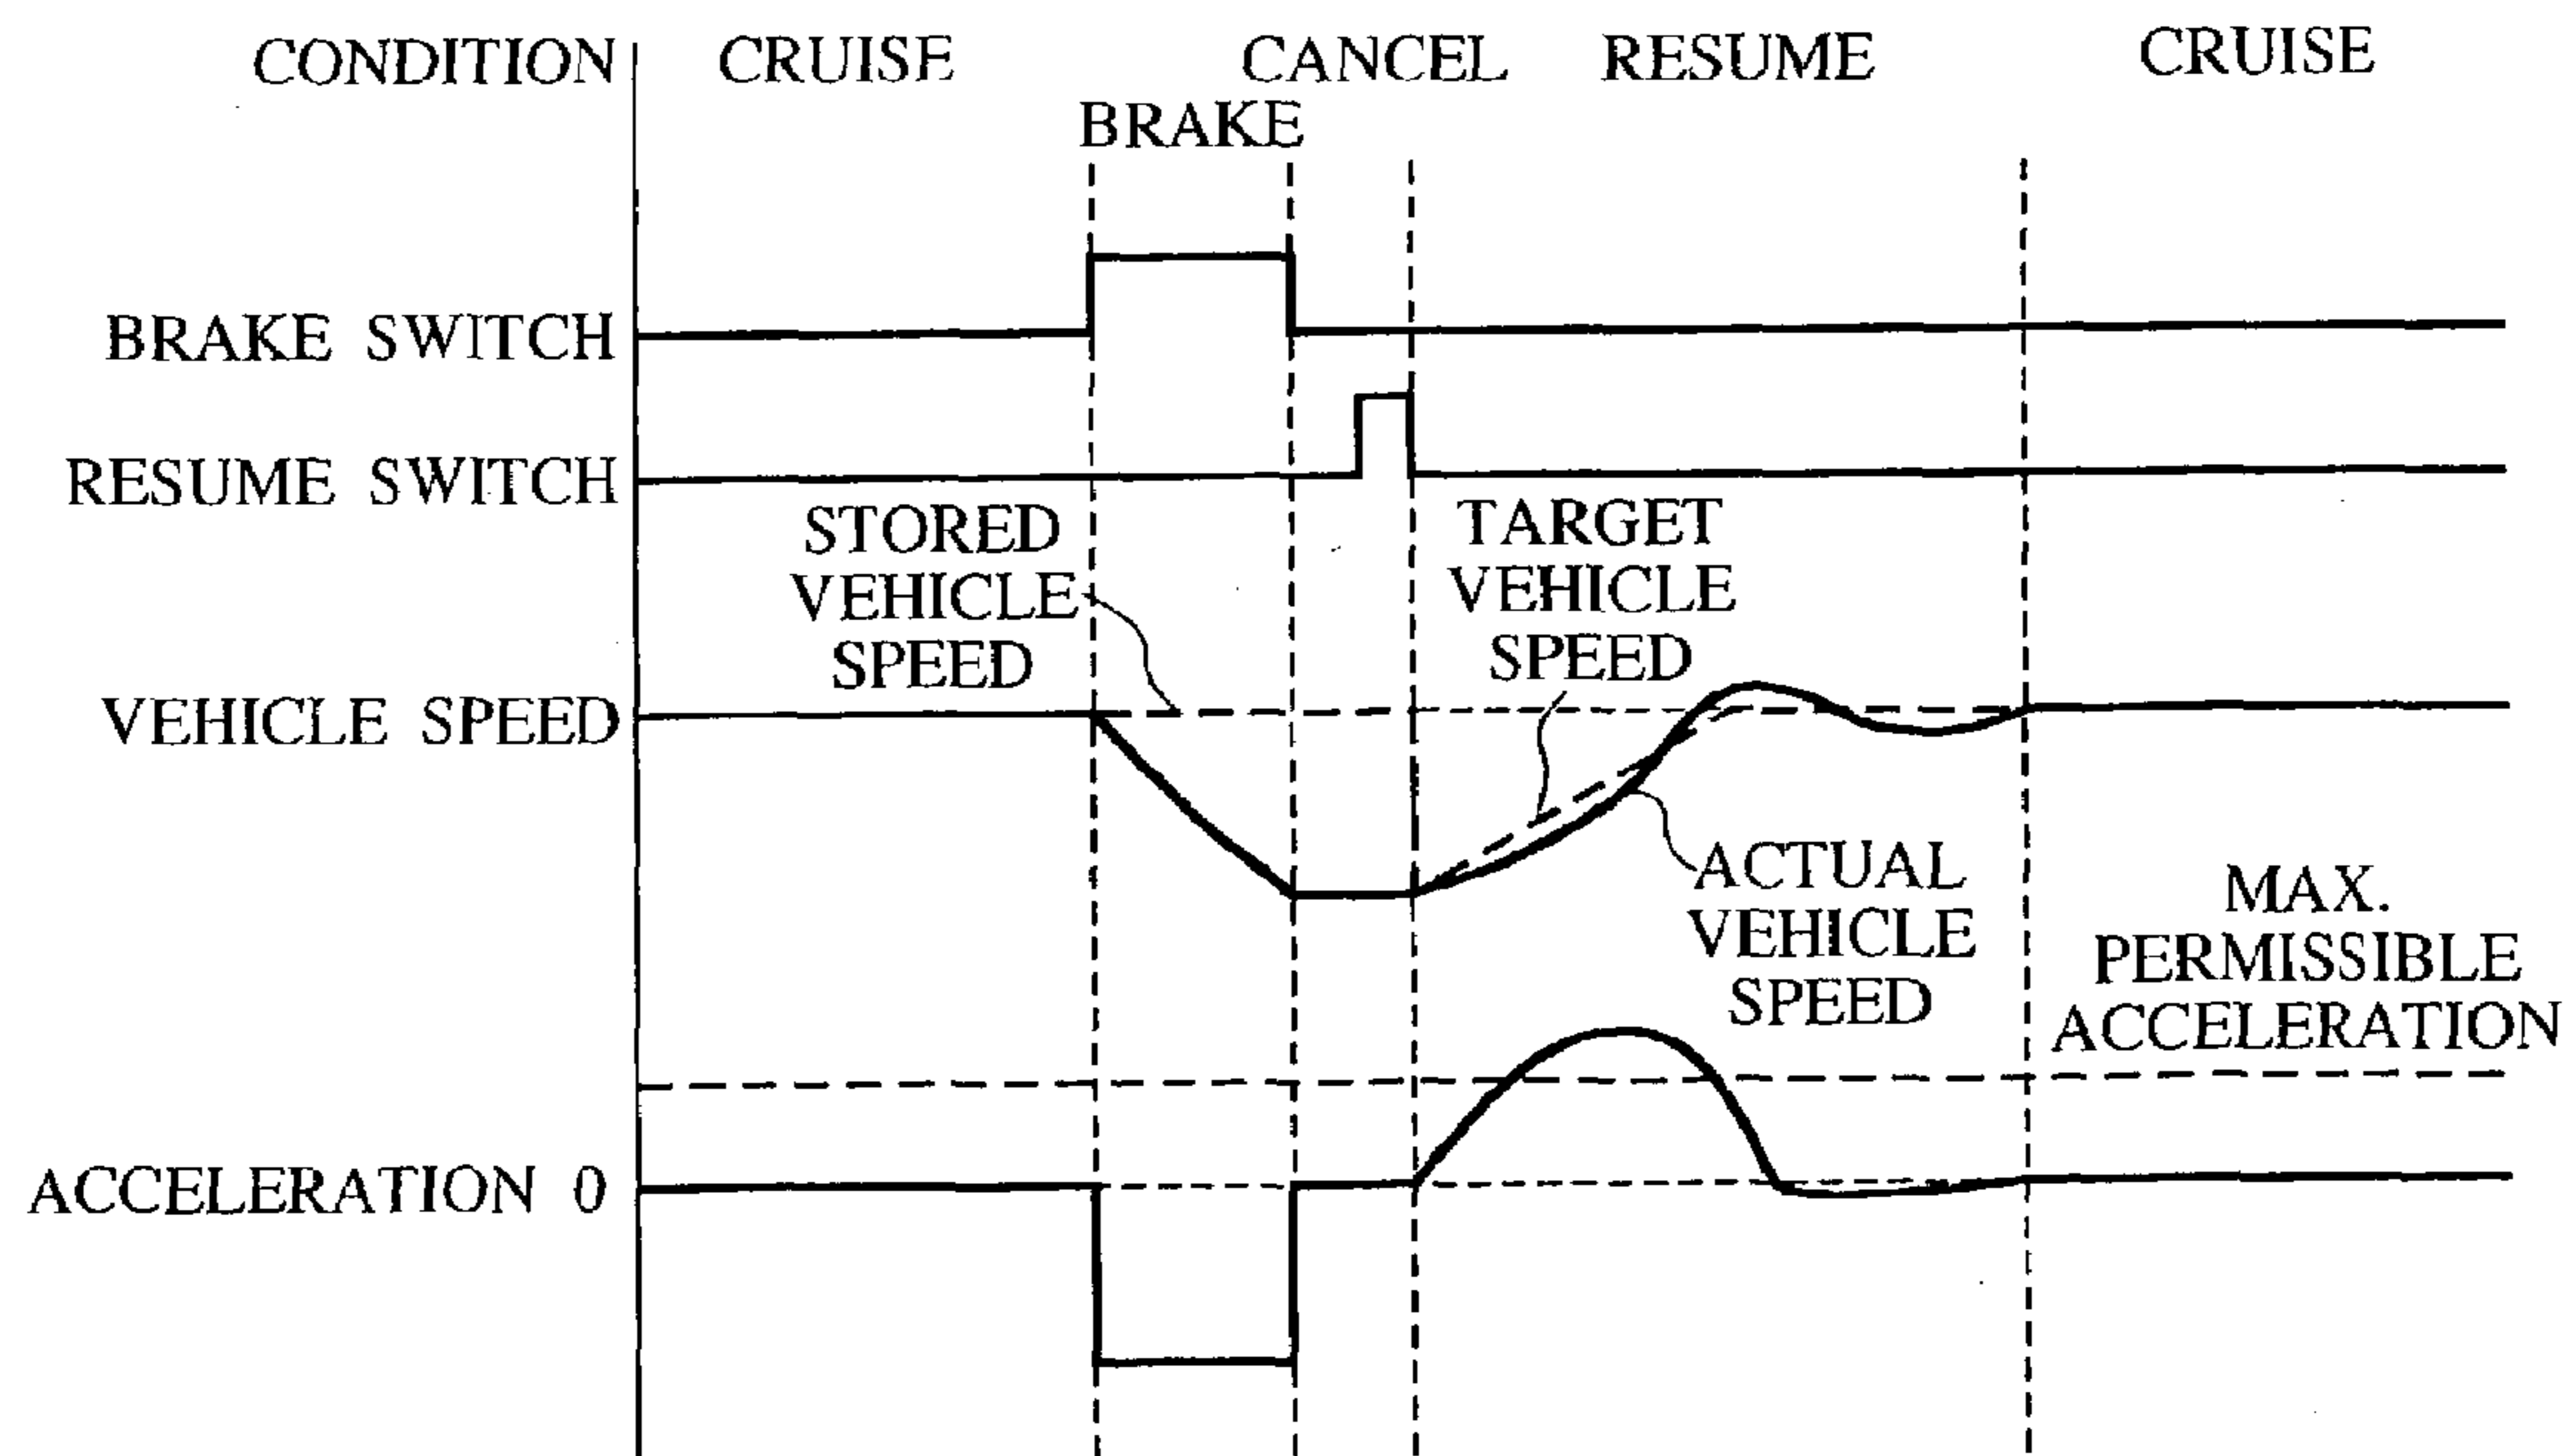 CONDITION CRUISE CANCEL RESUME CRUISE
BRAKE
BRAKE SWITCH
RESUME SWITCH
STORED
VEHICLE
SPEED
TARGET
VEHICLE
SPEED
VEHICLE SPEED
ACTUAL
VEHICLE
SPEED
MAX.
PERMISSIBLE
ACCELERATION
ACCELERATION 0